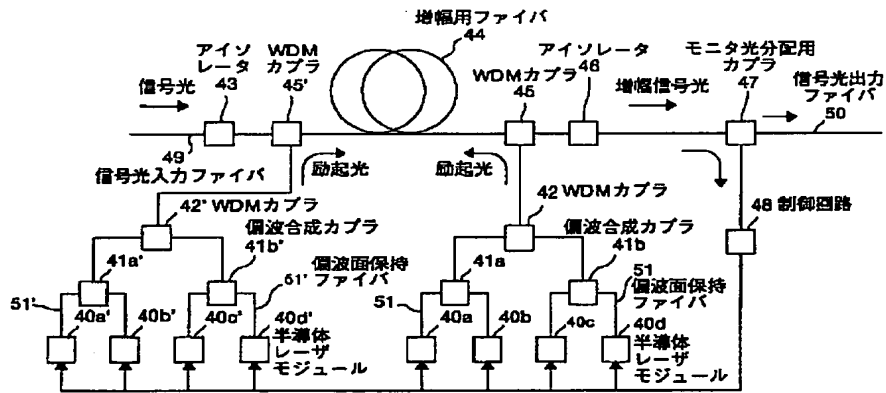 増幅用ファイバ
44
アイソ
レータ
43
WDM
カプラ
45'
アイソレータ
46
WDMカプラ
45
モニタ光分配用
カプラ
47
信号光
増幅信号光
信号光出力
ファイバ
50
49
信号光入力ファイバ
励起光
励起光
42' WDMカプラ
42 WDMカプラ
48 制御回路
偏波合成カプラ
41b'
41a'
偏波合成カプラ
41b
41a
51' 偏波面保持
ファイバ
51
偏波面保持
ファイバ
51'
51
40a'
40b'
40c'
40d'
半導体
レーザ
モジュール
40a
40b
40c
40d
半導体
レーザ
モジュール